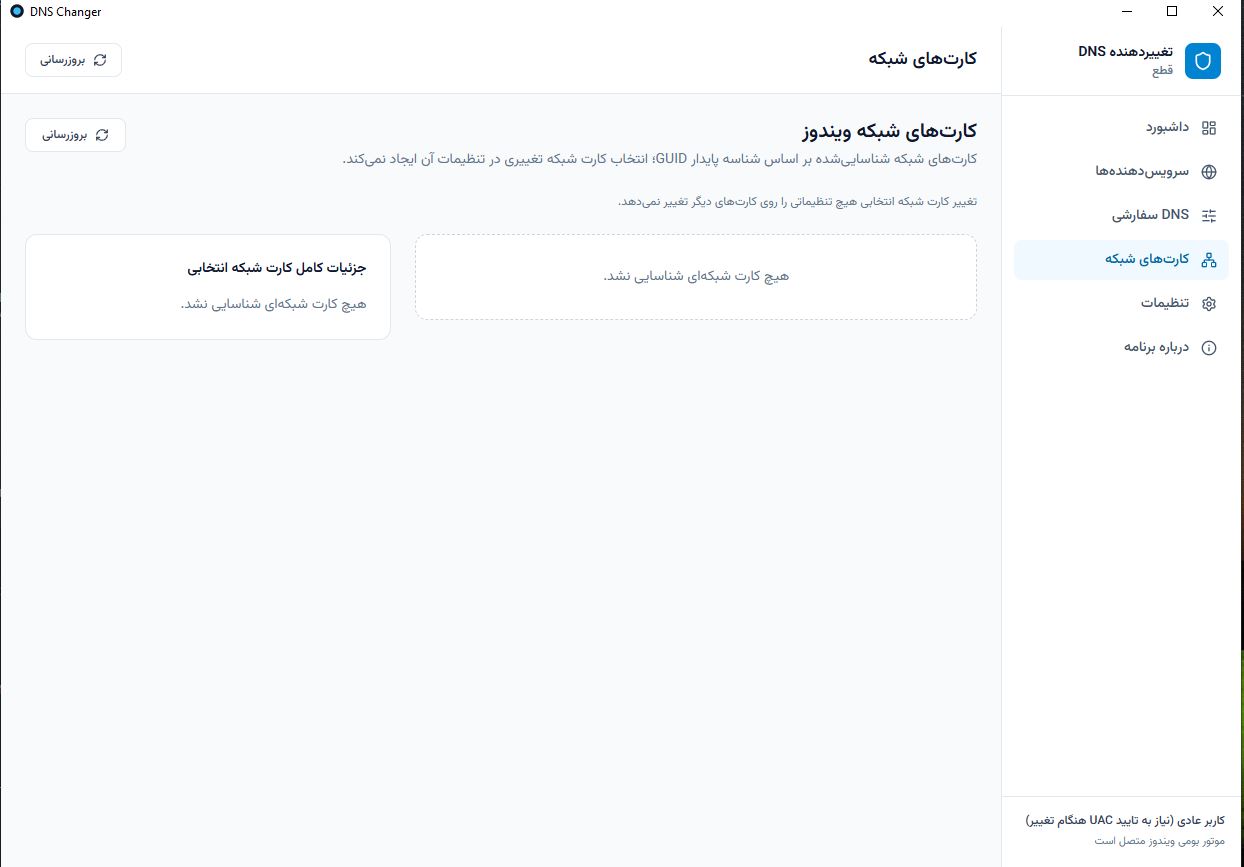 DNS Changer
تغییردهنده DNS
قطع
داشبورد
سرویس‌دهنده‌ها
DNS سفارشی
کارت‌های شبکه
تنظیمات
درباره برنامه
کاربر عادی (نیاز به تایید UAC هنگام تغییر)
موتور بومی ویندوز متصل است
کارت‌های شبکه
بروزرسانی
کارت‌های شبکه ویندوز
بروزرسانی
کارت‌های شبکه شناسایی‌شده بر اساس شناسه پایدار GUID؛ انتخاب کارت شبکه تغییری در تنظیمات آن ایجاد نمی‌کند.
تغییر کارت شبکه انتخابی هیچ تنظیماتی را روی کارت‌های دیگر تغییر نمی‌دهد.
هیچ کارت شبکه‌ای شناسایی نشد.
جزئیات کامل کارت شبکه انتخابی
هیچ کارت شبکه‌ای شناسایی نشد.